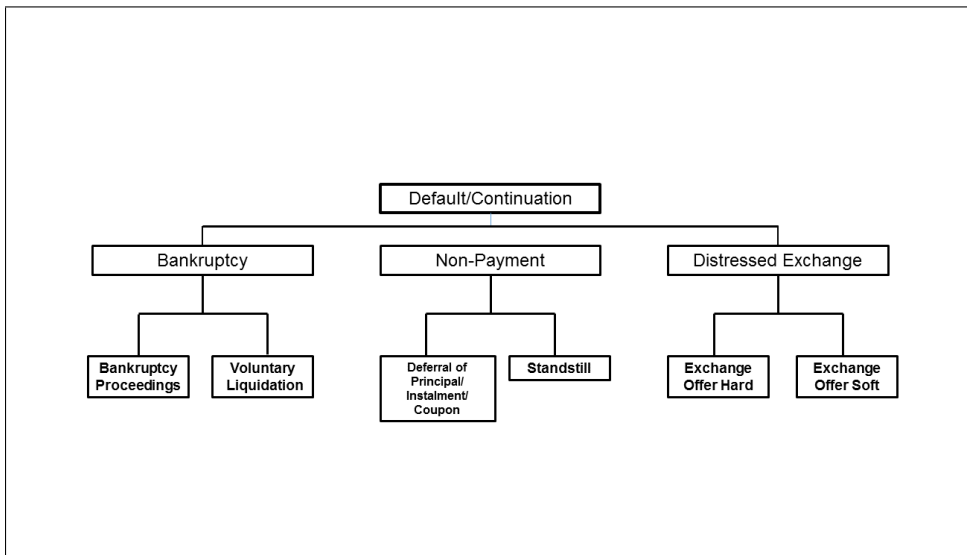 Default/Continuation
Bankruptcy
Non-Payment
Distressed Exchange
Bankruptcy
Proceedings
Voluntary
Liquidation
Deferral of
Principal/
Instalment/
Coupon
Standstill
Exchange
Offer Hard
Exchange
Offer Soft